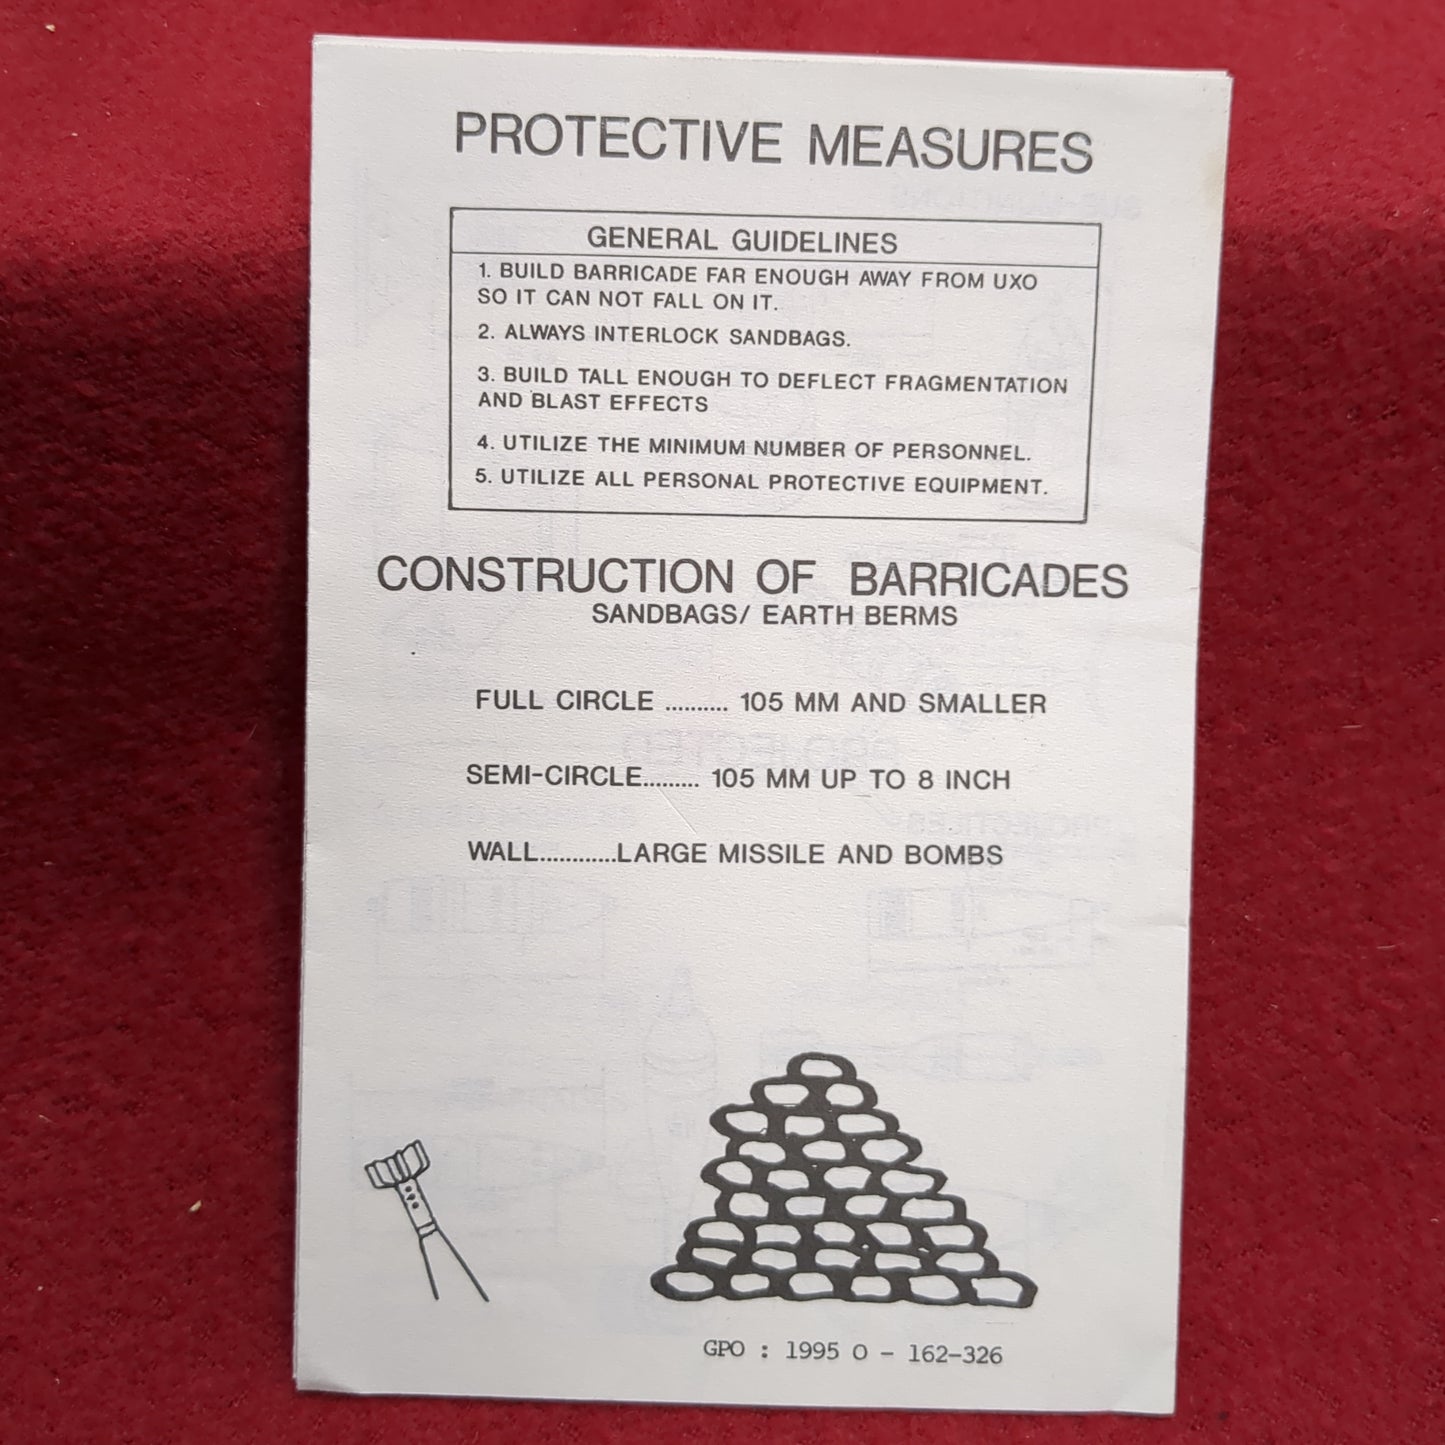 PROTECTIVE MEASURES
GENERAL GUIDELINES
1. BUILD BARRICADE FAR ENOUGH AWAY FROM UXO
SO IT CAN NOT FALL ON IT.
2. ALWAYS INTERLOCK SANDBAGS.
3. BUILD TALL ENOUGH TO DEFLECT FRAGMENTATION
AND BLAST EFFECTS
4. UTILIZE THE MINIMUM NUMBER OF PERSONNEL.
5. UTILIZE ALL PERSONAL PROTECTIVE EQUIPMENT.
CONSTRUCTION OF BARRICADES
SANDBAGS/ EARTH BERMS
FULL CIRCLE .......... 105 MM AND SMALLER
SEMI-CIRCLE......... 105 MM UP TO 8 INCH
WALL............LARGE MISSILE AND BOMBS
GPO : 1995 O - 162-326